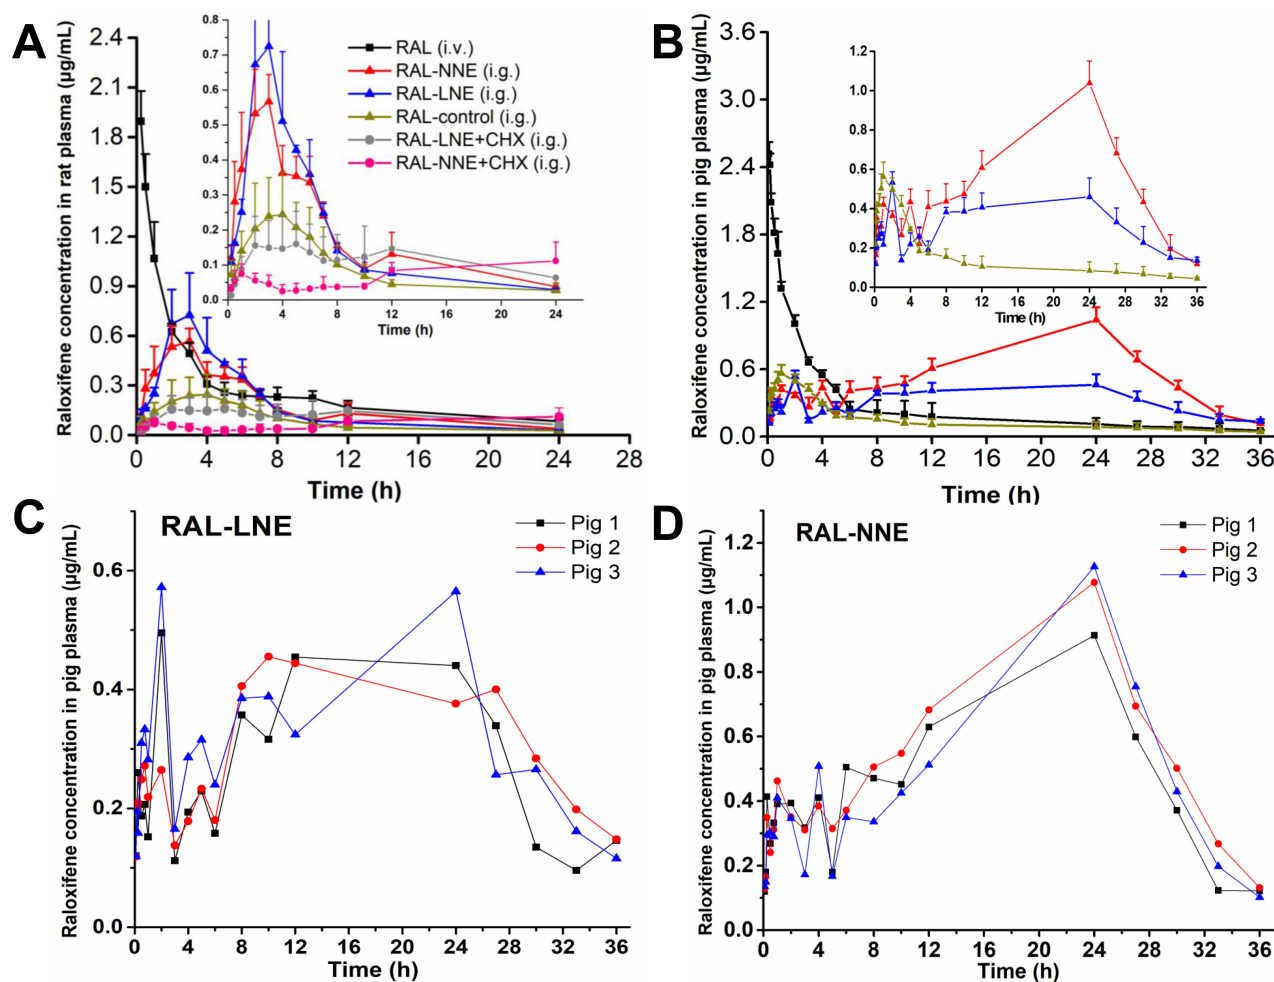 A
Raloxifene concentration in rat plasma (µg/mL)
2.4
2.1
1.8
1.5
1.2
0.9
0.6
0.3
0.0
0 4 8 12 16 20 24 28
Time (h)
0.8
0.7
0.6
0.5
0.4
0.3
0.2
0.1
0.0
0 4 8 12 16 20 24
Time (h)
RAL (i.v.)
RAL-NNE (i.g.)
RAL-LNE (i.g.)
RAL-control (i.g.)
RAL-LNE+CHX (i.g.)
RAL-NNE+CHX (i.g.)
B
Raloxifene concentration in pig plasma (µg/mL)
3.6
3.0
2.4
1.8
1.2
0.6
0.0
0 4 8 12 16 20 24 28 32 36
Time (h)
1.2
1.0
0.8
0.6
0.4
0.2
0.0
0 4 8 12 16 20 24 28 32 36
Time (h)
C
RAL-LNE
Pig 1
Pig 2
Pig 3
Raloxifene concentration in pig plasma (µg/mL)
0.6
0.4
0.2
0.0
0 4 8 12 16 20 24 28 32 36
Time (h)
D
RAL-NNE
Pig 1
Pig 2
Pig 3
Raloxifene concentration in pig plasma (µg/mL)
1.2
1.0
0.8
0.6
0.4
0.2
0.0
0 4 8 12 16 20 24 28 32 36
Time (h)